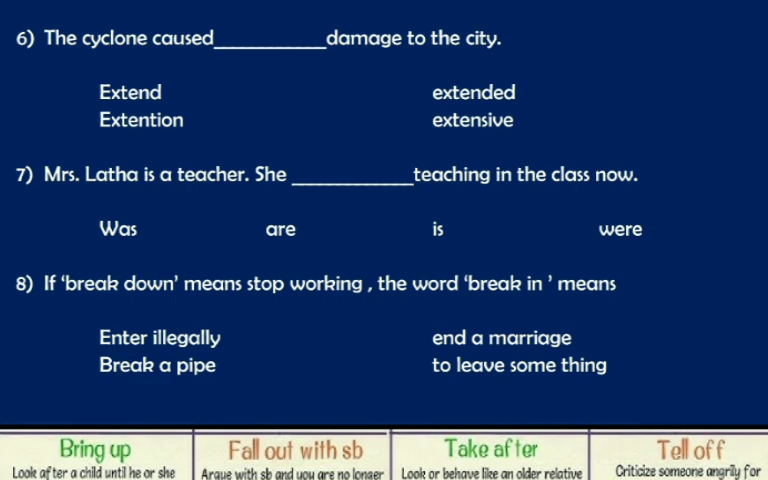 6) The cyclone caused____________damage to the city.
Extend extended
Extention extensive
7) Mrs. Latha is a teacher. She _____________teaching in the class now.
Was are is were
8) If ‘break down’ means stop working , the word ‘break in ’ means
Enter illegally end a marriage
Break a pipe to leave some thing
Bring up Fall out with sb Take after Tell off
Look after a child until he or she Argue with sb and you are no longer Look or behave like an older relative Criticize someone angrily for